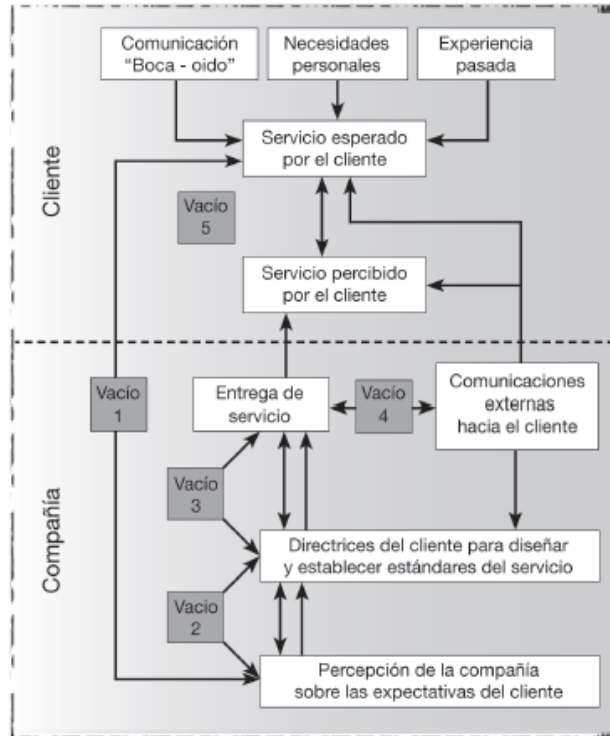 Comunicación
"Boca - oido"
Necesidades
personales
Experiencia
pasada
Servicio esperado
por el cliente
Cliente
Vacío
5
Servicio percibido
por el cliente
Vacío
1
Entrega de
servicio
Vacío
4
Comunicaciones
externas
hacia el cliente
Vacío
3
Compañía
Directrices del cliente para diseñar
y establecer estándares del servicio
Vacio
2
Percepción de la compañía
sobre las expectativas del cliente